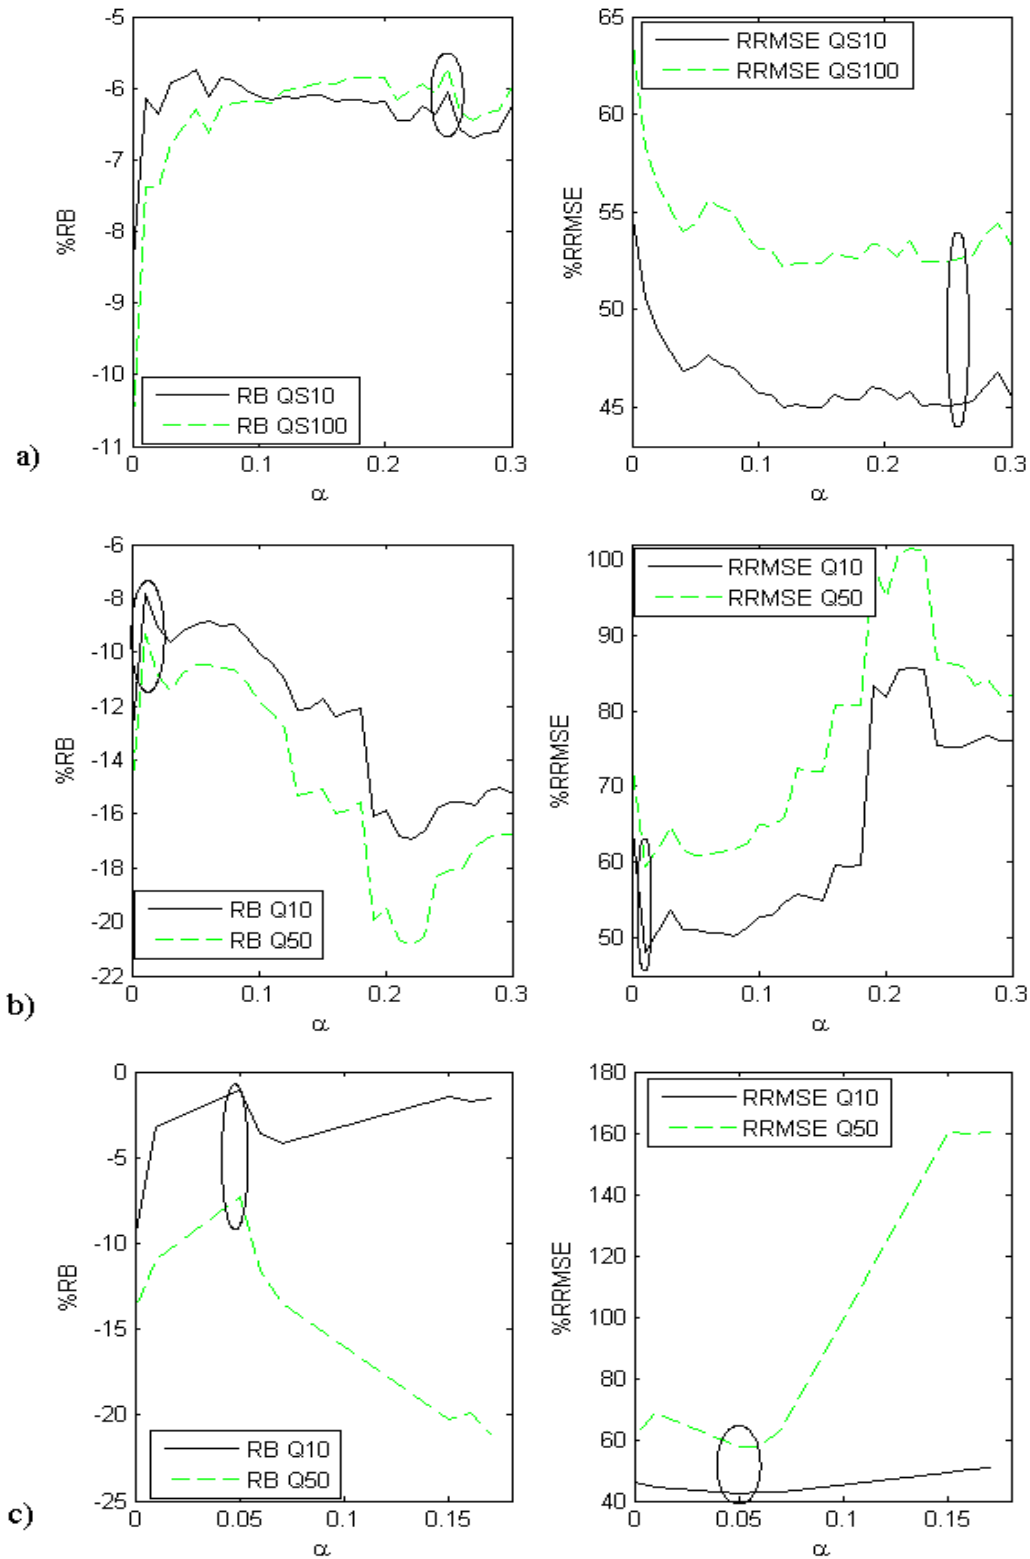 -5
-6
-7
-8
-9
-10
-11
%RB
RB QS10
RB QS100
0
0.1
0.2
0.3
α
a)
65
60
55
50
45
%RRMSE
RRMSE QS10
RRMSE QS100
0
0.1
0.2
0.3
α
-6
-8
-10
-12
-14
-16
-18
-20
-22
%RB
RB Q10
RB Q50
0
0.1
0.2
0.3
α
b)
100
90
80
70
60
50
%RRMSE
RRMSE Q10
RRMSE Q50
0
0.1
0.2
0.3
α
0
-5
-10
-15
-20
-25
%RB
RB Q10
RB Q50
0
0.05
0.1
0.15
α
c)
180
160
140
120
100
80
60
40
%RRMSE
RRMSE Q10
RRMSE Q50
0
0.05
0.1
0.15
α